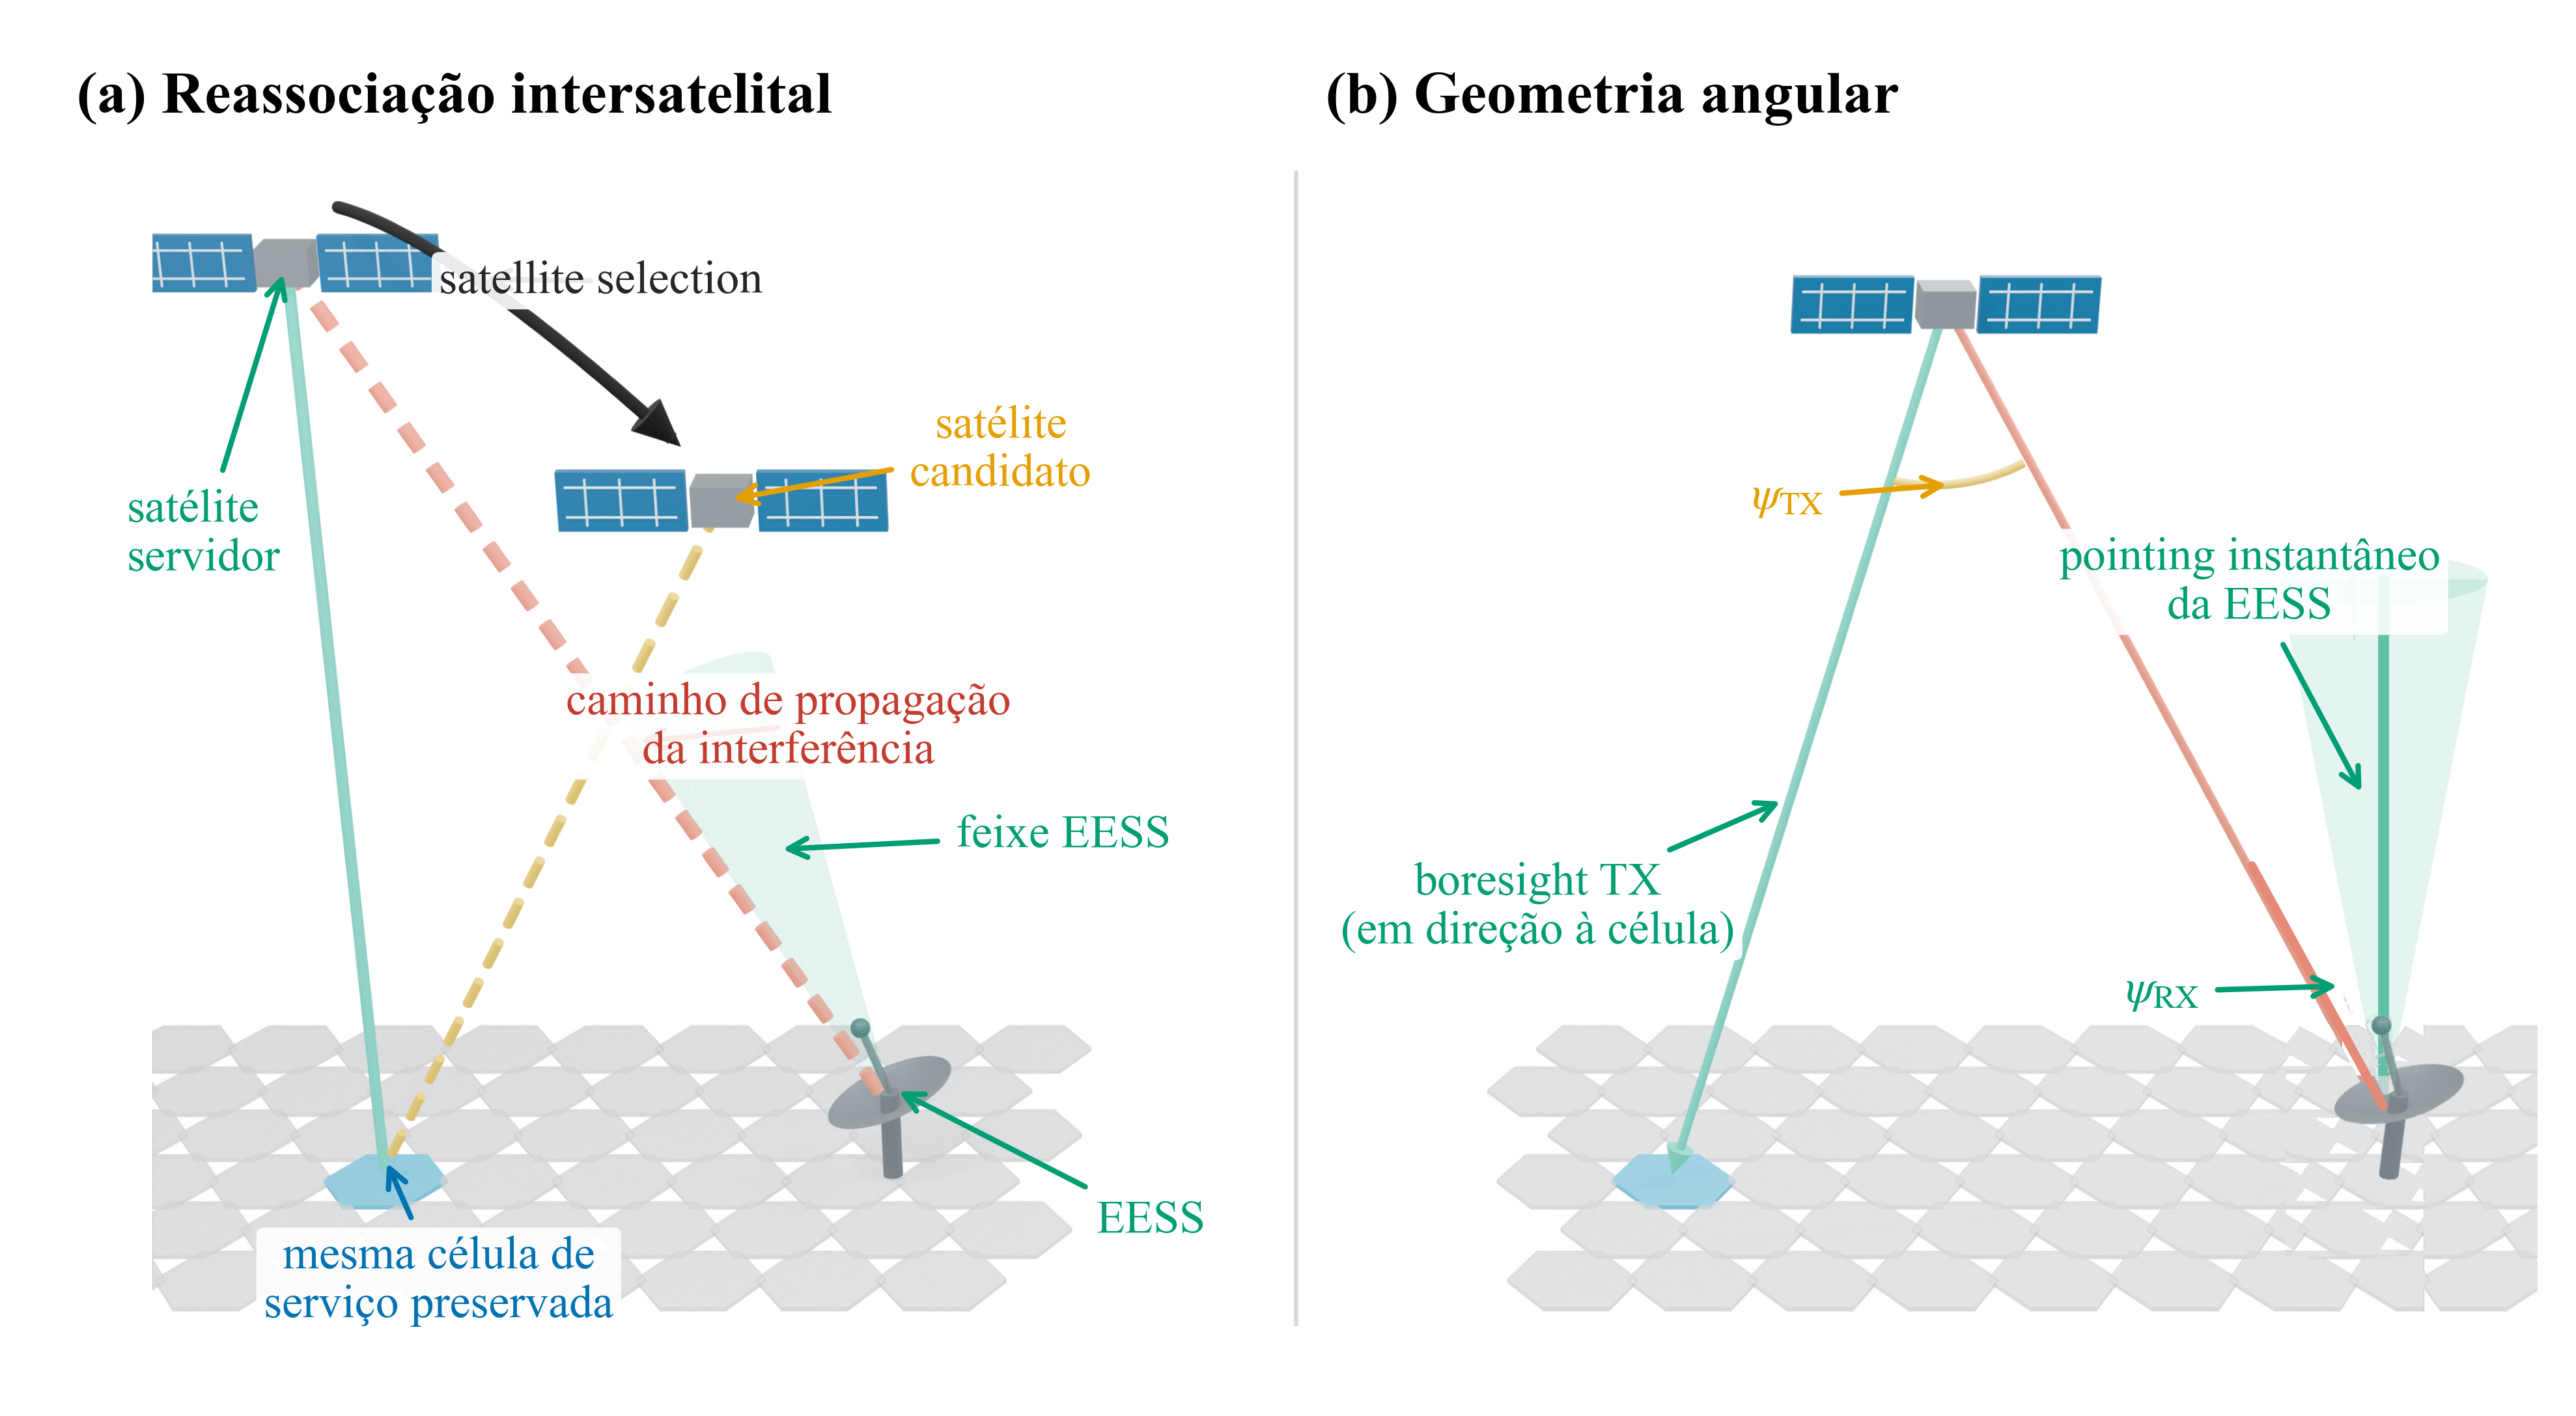 (a) Reassociação intersatelital
satellite selection
satélite
candidato
satélite
servidor
caminho de propagação
da interferência
feixe EESS
EESS
mesma célula de
serviço preservada
(b) Geometria angular
ψTX
pointing instantâneo
da EESS
boresight TX
(em direção à célula)
ψRX